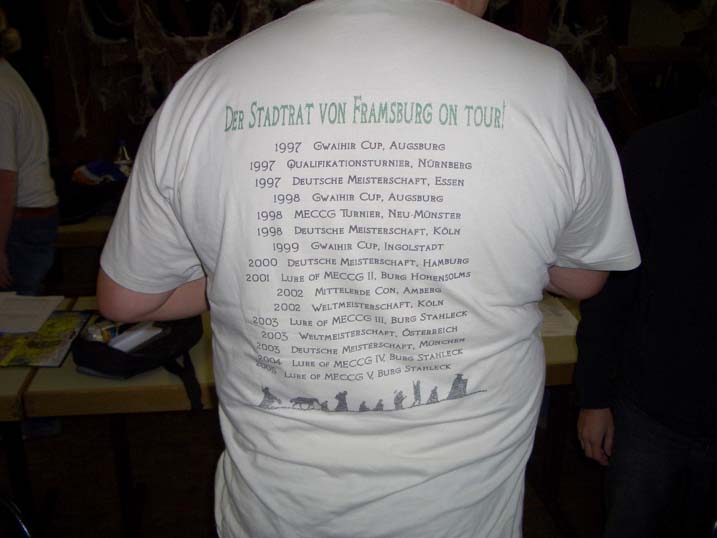 Der Stadtrat von Framsburg on tour!
1997 Gwaihir Cup, Augsburg
1997 Qualifikationsturnier, Nürnberg
1997 Deutsche Meisterschaft, Essen
1998 Gwaihir Cup, Augsburg
1998 MECCG Turnier, Neu-Münster
1998 Deutsche Meisterschaft, Köln
1999 Gwaihir Cup, Ingolstadt
2000 Deutsche Meisterschaft, Hamburg
2001 Lure of MECCG II, Burg Hohensolms
2002 Mittelerde Con, Amberg
2002 Weltmeisterschaft, Köln
2003 Lure of MECCG III, Burg Stahleck
2003 Weltmeisterschaft, Österreich
2003 Deutsche Meisterschaft, München
2004 Lure of MECCG IV, Burg Stahleck
2005 Lure of MECCG V, Burg Stahleck